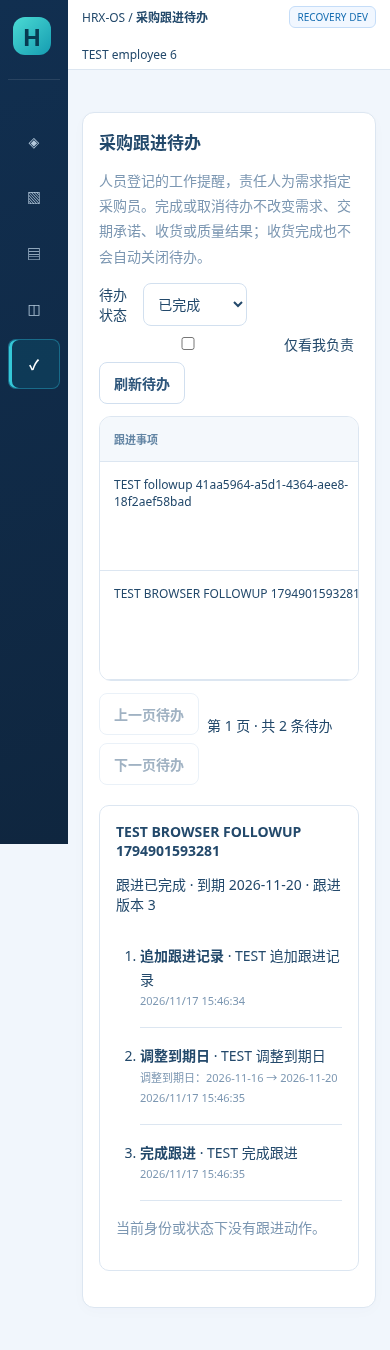 H
HRX-OS / 采购跟进待办
RECOVERY DEV
TEST employee 6
采购跟进待办
人员登记的工作提醒，责任人为需求指定
采购员。完成或取消待办不改变需求、交
期承诺、收货或质量结果；收货完成也不
会自动关闭待办。
待办
状态
已完成
仅看我负责
刷新待办
跟进事项
TEST followup 41aa5964-a5d1-4364-aee8-
18f2aef58bad
TEST BROWSER FOLLOWUP 1794901593281
上一页待办
第 1 页 · 共 2 条待办
下一页待办
TEST BROWSER FOLLOWUP
1794901593281
跟进已完成 · 到期 2026-11-20 · 跟进
版本 3
1. 追加跟进记录 · TEST 追加跟进记
录
2026/11/17 15:46:34
2. 调整到期日 · TEST 调整到期日
调整到期日：2026-11-16 → 2026-11-20
2026/11/17 15:46:35
3. 完成跟进 · TEST 完成跟进
2026/11/17 15:46:35
当前身份或状态下没有跟进动作。